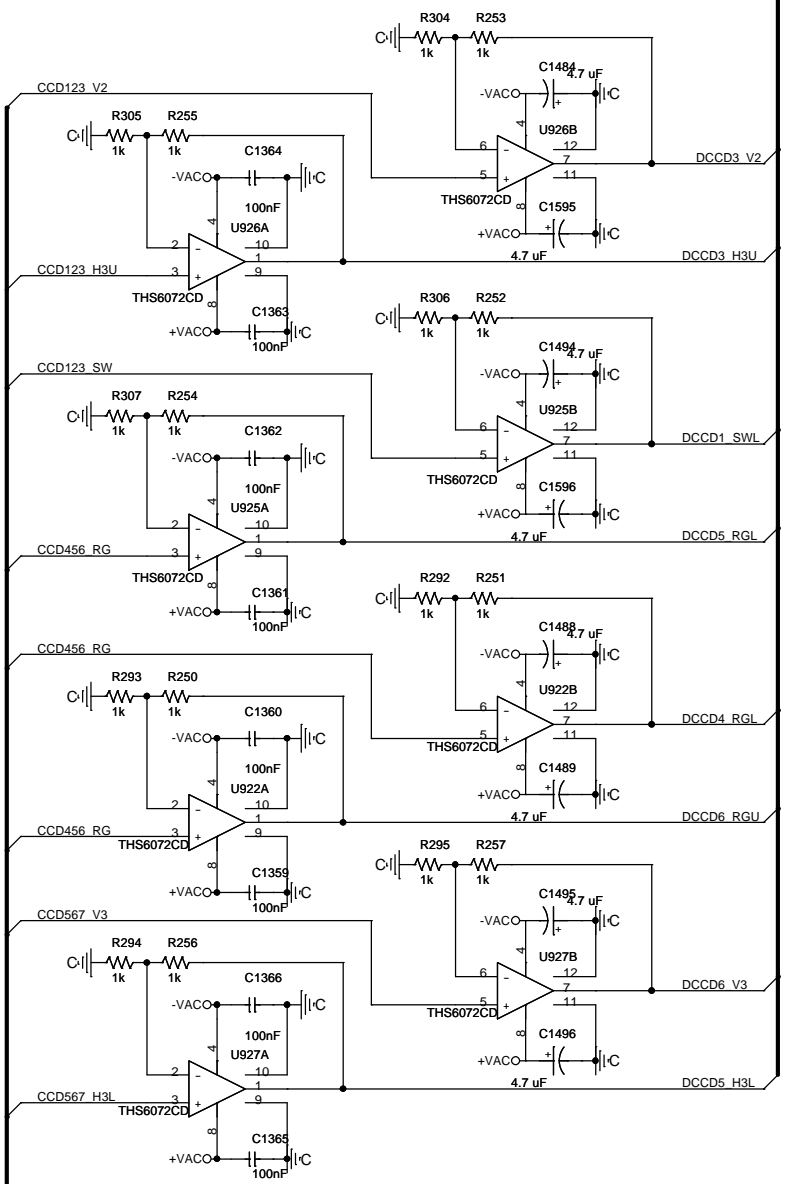 R304 R253
C
1k 1k
C1484
4.7 uF
-VAC
+
4
U926B
6 - 12
7 DCCD3_V2
5 + 11
THS6072CD
8
C1595
+VAC
+
4.7 uF
C
C
CCD123_V2
R305 R255
C
1k 1k
C1364
-VAC
C
100nF
4
U926A
2 - 10
1 DCCD3_H3U
CCD123_H3U 3 + 9
THS6072CD
8
C1363
+VAC
C
100nF
R306 R252
C
1k 1k
C1494
4.7 uF
-VAC
+
C
4
U925B
6 - 12
7 DCCD1_SWL
5 + 11
THS6072CD
8
C1596
+VAC
+
C
4.7 uF
CCD123_SW
R307 R254
C
1k 1k
C1362
-VAC
C
100nF
4
U925A
2 - 10
1 DCCD5_RGL
CCD456_RG 3 + 9
THS6072CD
8
C1361
+VAC
C
100nF
R292 R251
C
1k 1k
C1488
4.7 uF
-VAC
+
C
4
U922B
6 - 12
7 DCCD4_RGL
5 + 11
THS6072CD
8
C1489
+VAC
+
C
4.7 uF
CCD456_RG
R293 R250
C
1k 1k
C1360
-VAC
C
100nF
4
U922A
2 - 10
1 DCCD6_RGU
CCD456_RG 3 + 9
THS6072CD
8
C1359
+VAC
C
100nF
R295 R257
C
1k 1k
C1495
4.7 uF
-VAC
+
C
4
U927B
6 - 12
7 DCCD6_V3
5 + 11
THS6072CD
8
C1496
+VAC
+
C
4.7 uF
CCD567_V3
R294 R256
C
1k 1k
C1366
-VAC
C
100nF
4
U927A
2 - 10
1 DCCD5_H3L
CCD567_H3L 3 + 9
THS6072CD
8
C1365
+VAC
C
100nF